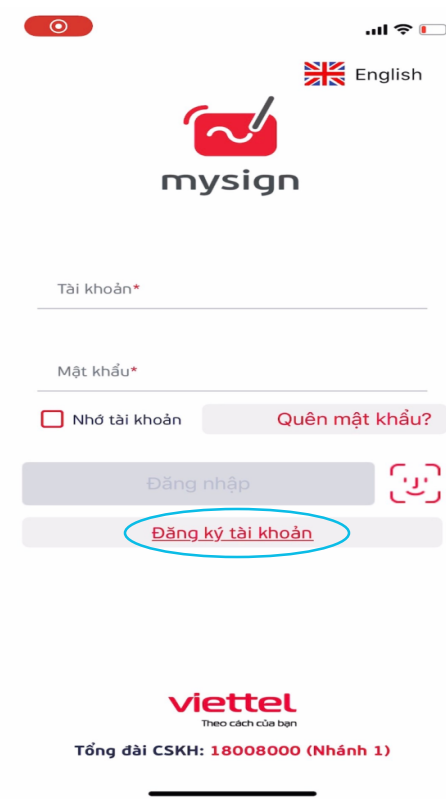 English
mysign
Tài khoản*
Mật khẩu*
Nhớ tài khoản Quên mật khẩu?
Đăng nhập
Đăng ký tài khoản
viettel
Theo cách của bạn
Tổng đài CSKH: 18008000 (Nhánh 1)